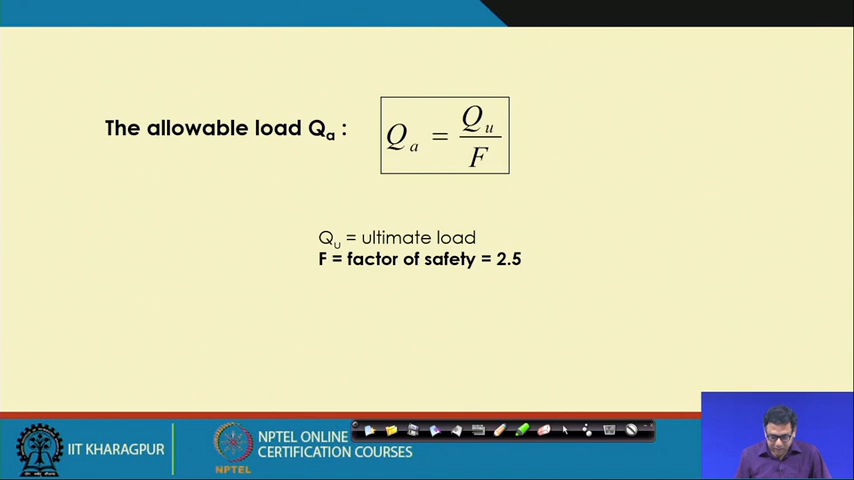 The allowable load Qa :
Qa = Qu / F
Qu = ultimate load
F = factor of safety = 2.5
IIT KHARAGPUR
NPTEL
NPTEL ONLINE
CERTIFICATION COURSES